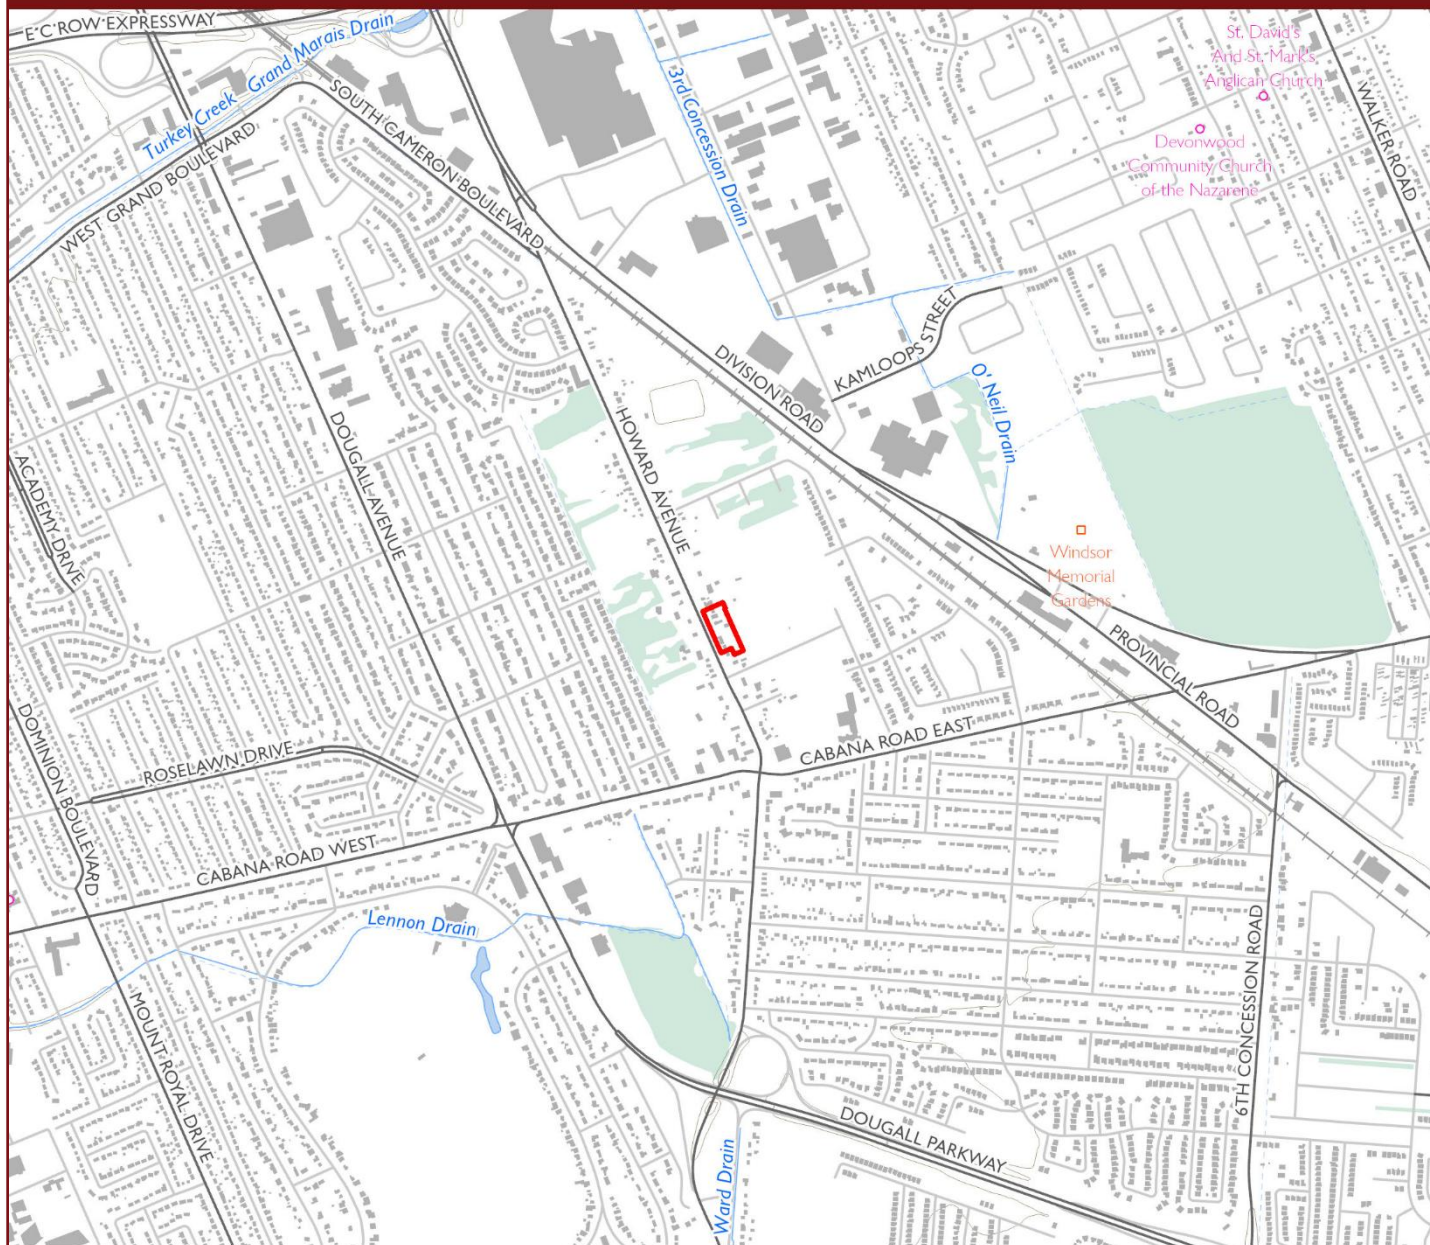 E C ROW EXPRESSWAY
Turkey Creek
Grand Marais Drain
WEST GRAND BOULEVARD
SOUTH CAMERON BOULEVARD
3rd Concession Drain
St. David's
And St. Mark's
Anglican Church
Devonwood
Community Church
of the Nazarene
WALKER ROAD
KAMLOOPS STREET
DIVISION ROAD
O' Neil Drain
HOWARD AVENUE
DOUGALL AVENUE
ACADEMY DRIVE
Windsor
Memorial
Gardens
PROVINCIAL ROAD
DOMINION BOULEVARD
ROSELAWN DRIVE
CABANA ROAD EAST
CABANA ROAD WEST
Lennon Drain
6TH CONCESSION ROAD
MOUNT ROYAL DRIVE
DOUGALL PARKWAY
Ward Drain